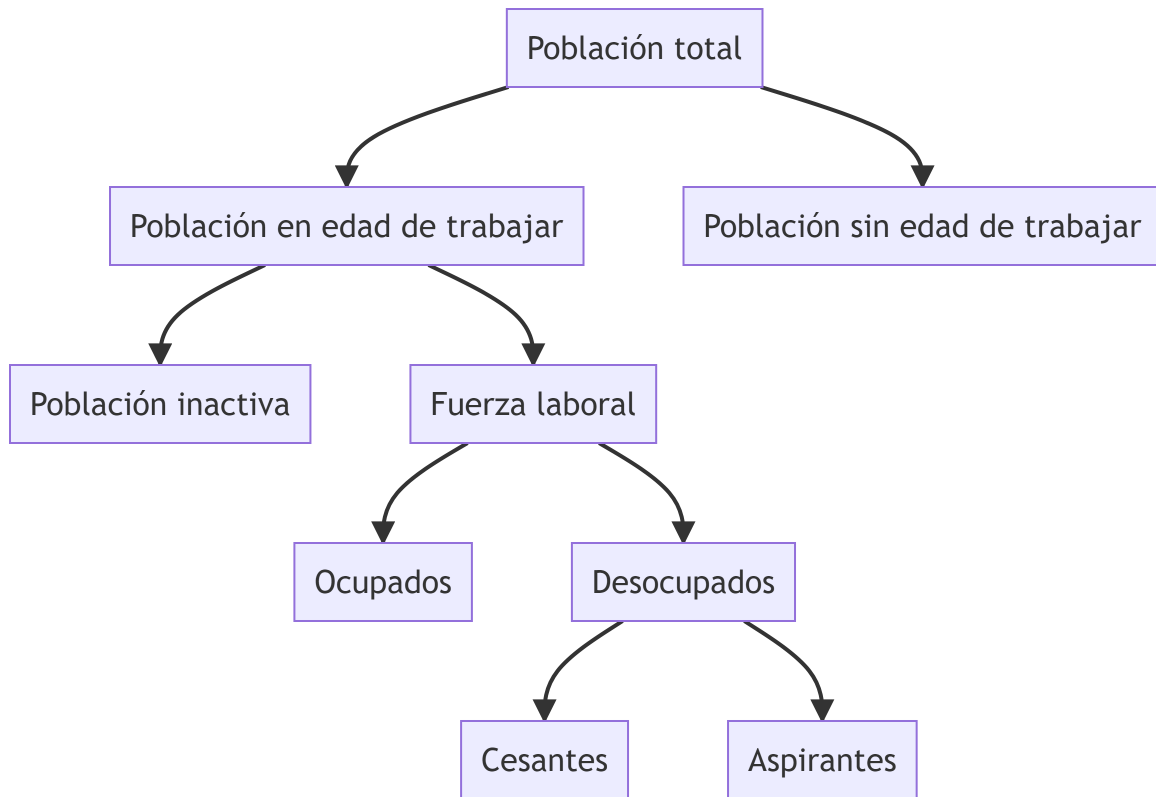 Población total
Población en edad de trabajar
Población sin edad de trabajar
Población inactiva
Fuerza laboral
Ocupados
Desocupados
Cesantes
Aspirantes